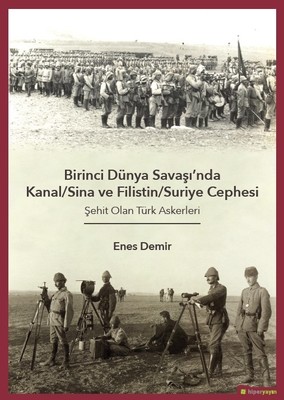 Birinci Dünya Savaşı'nda
Kanal/Sina ve Filistin/Suriye Cephesi
Şehit Olan Türk Askerleri
Enes Demir
hiperyayın